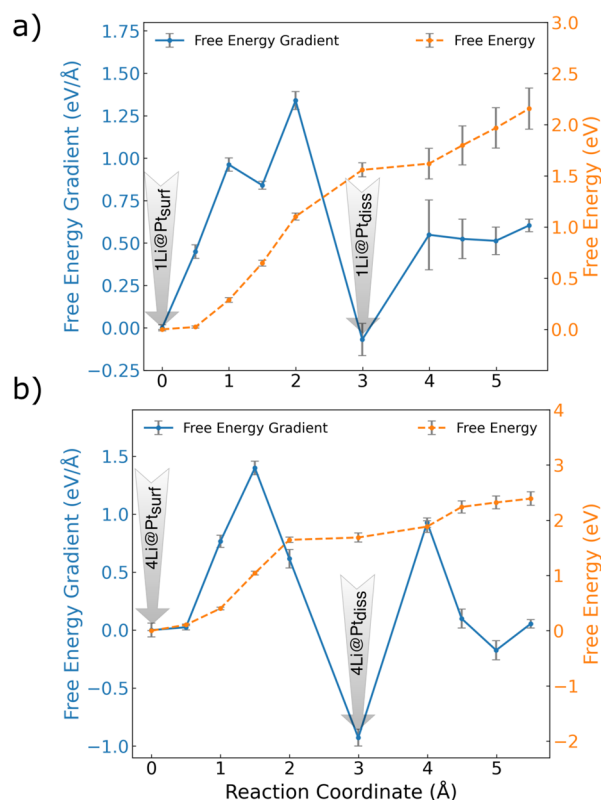 a)
Free Energy Gradient
Free Energy
Free Energy Gradient (eV/Å)
1.75
1.50
1.25
1.00
0.75
0.50
0.25
0.00
−0.25
1Li@Ptsurf
1Li@Ptdiss
3.0
2.5
2.0
1.5
1.0
0.5
0.0
Free Energy (eV)
0 1 2 3 4 5
b)
Free Energy Gradient
Free Energy
Free Energy Gradient (eV/Å)
1.5
1.0
0.5
0.0
−0.5
−1.0
4Li@Ptsurf
4Li@Ptdiss
4
3
2
1
0
−1
−2
Free Energy (eV)
0 1 2 3 4 5
Reaction Coordinate (Å)